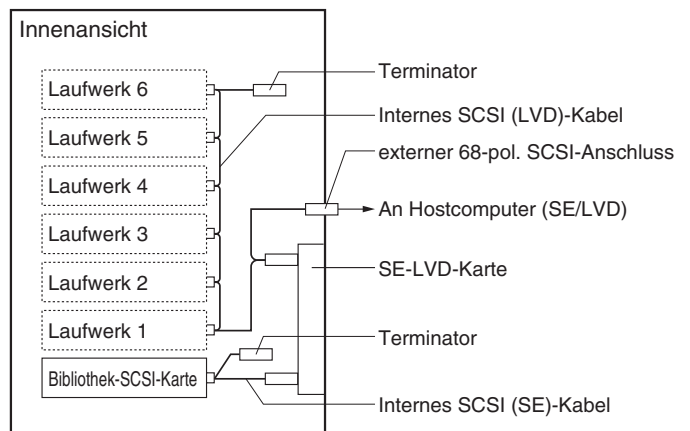 Innenansicht
Laufwerk 6
Laufwerk 5
Laufwerk 4
Laufwerk 3
Laufwerk 2
Laufwerk 1
Bibliothek-SCSI-Karte
Terminator
Internes SCSI (LVD)-Kabel
externer 68-pol. SCSI-Anschluss
An Hostcomputer (SE/LVD)
SE-LVD-Karte
Terminator
Internes SCSI (SE)-Kabel